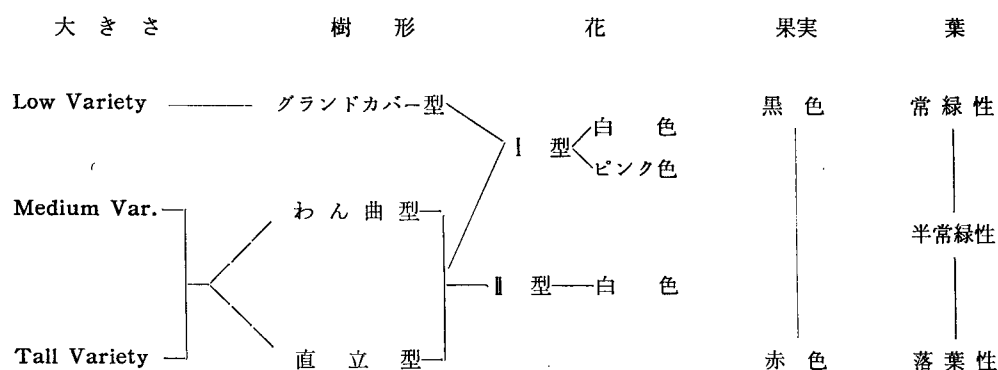 大きさ 樹形 花 果実 葉
Low Variety グランドカバー型 黒色 常緑性
白色
Ⅰ型
ピンク色
Medium Var. わん曲型
半常緑性
Ⅱ型 白色
Tall Variety 直立型 赤色 落葉性